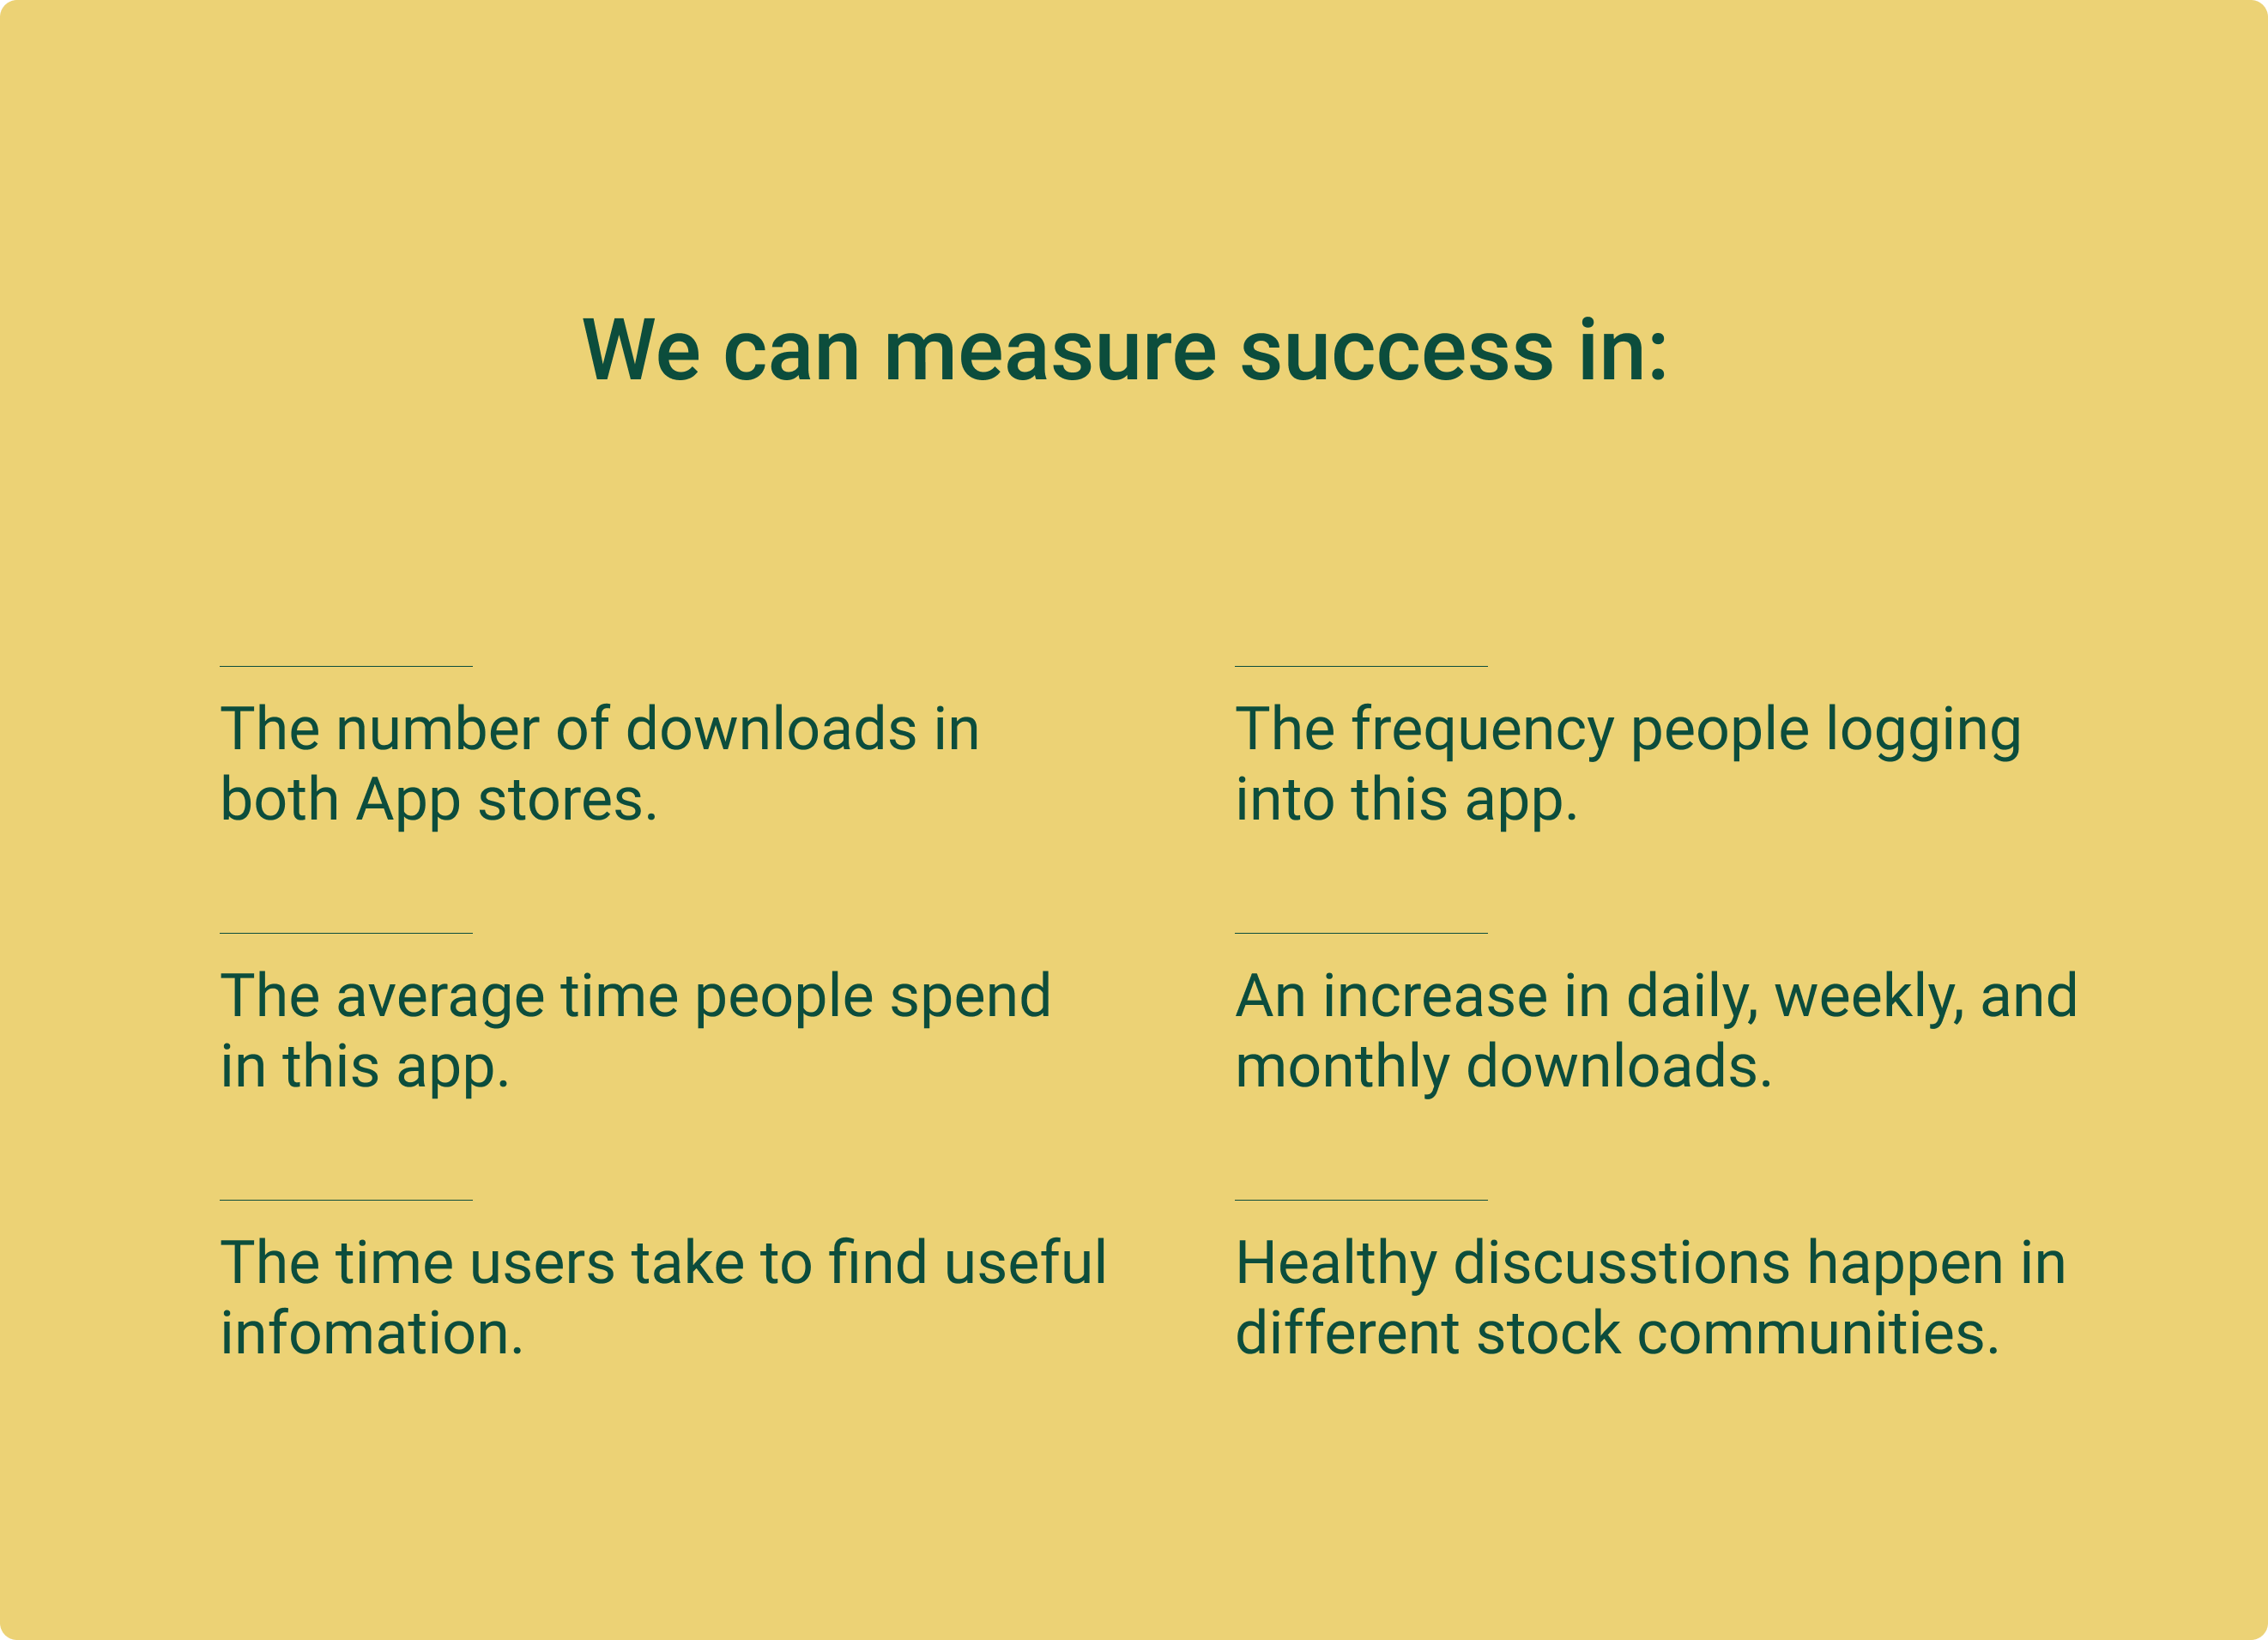 We can measure success in:
The number of downloads in
both App stores.
The frequency people logging
into this app.
The average time people spend
in this app.
An increase in daily, weekly, and
monthly downloads.
The time users take to find useful
infomation.
Healthy discusstions happen in
different stock communities.